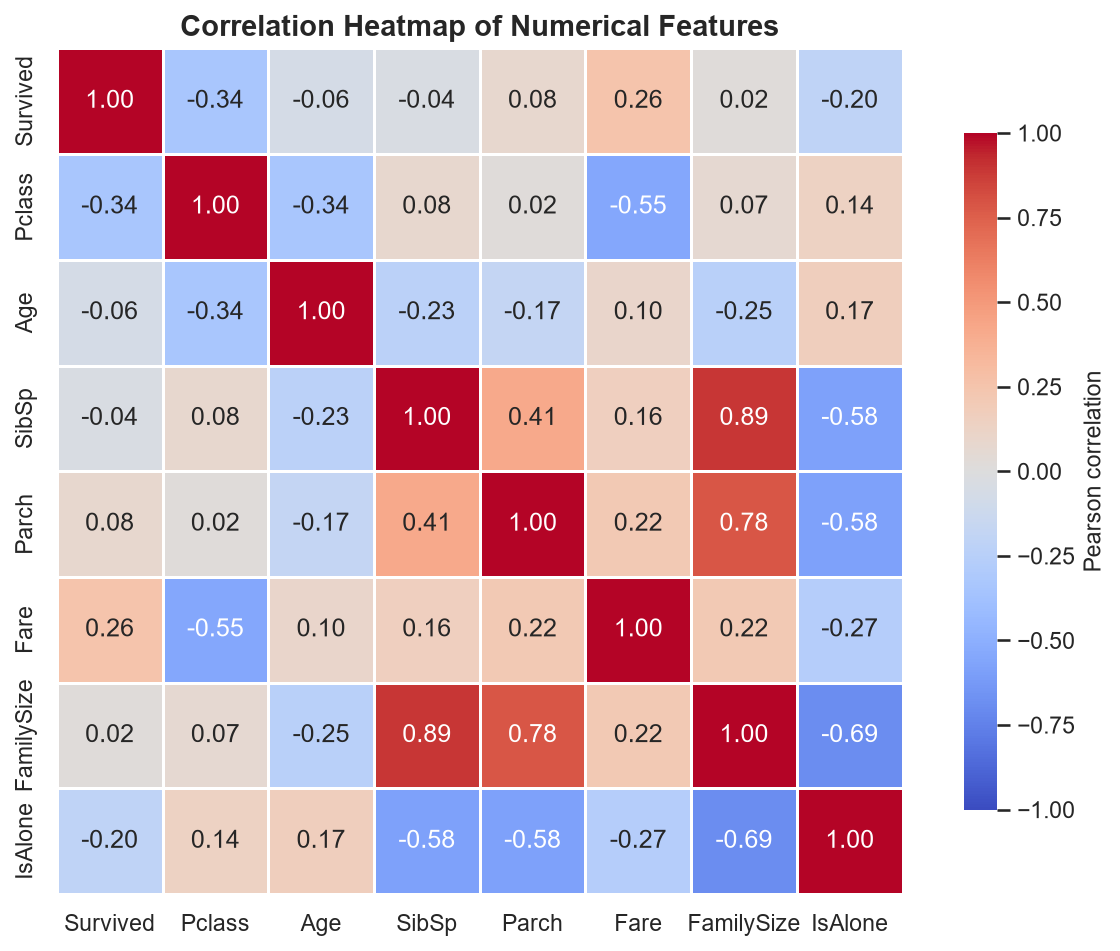 Correlation Heatmap of Numerical Features
Survived 1.00 -0.34 -0.06 -0.04 0.08 0.26 0.02 -0.20
Pclass -0.34 1.00 -0.34 0.08 0.02 -0.55 0.07 0.14
Age -0.06 -0.34 1.00 -0.23 -0.17 0.10 -0.25 0.17
SibSp -0.04 0.08 -0.23 1.00 0.41 0.16 0.89 -0.58
Parch 0.08 0.02 -0.17 0.41 1.00 0.22 0.78 -0.58
Fare 0.26 -0.55 0.10 0.16 0.22 1.00 0.22 -0.27
FamilySize 0.02 0.07 -0.25 0.89 0.78 0.22 1.00 -0.69
IsAlone -0.20 0.14 0.17 -0.58 -0.58 -0.27 -0.69 1.00
Survived Pclass Age SibSp Parch Fare FamilySize IsAlone
1.00
0.75
0.50
0.25
0.00
−0.25
−0.50
−0.75
−1.00
Pearson correlation